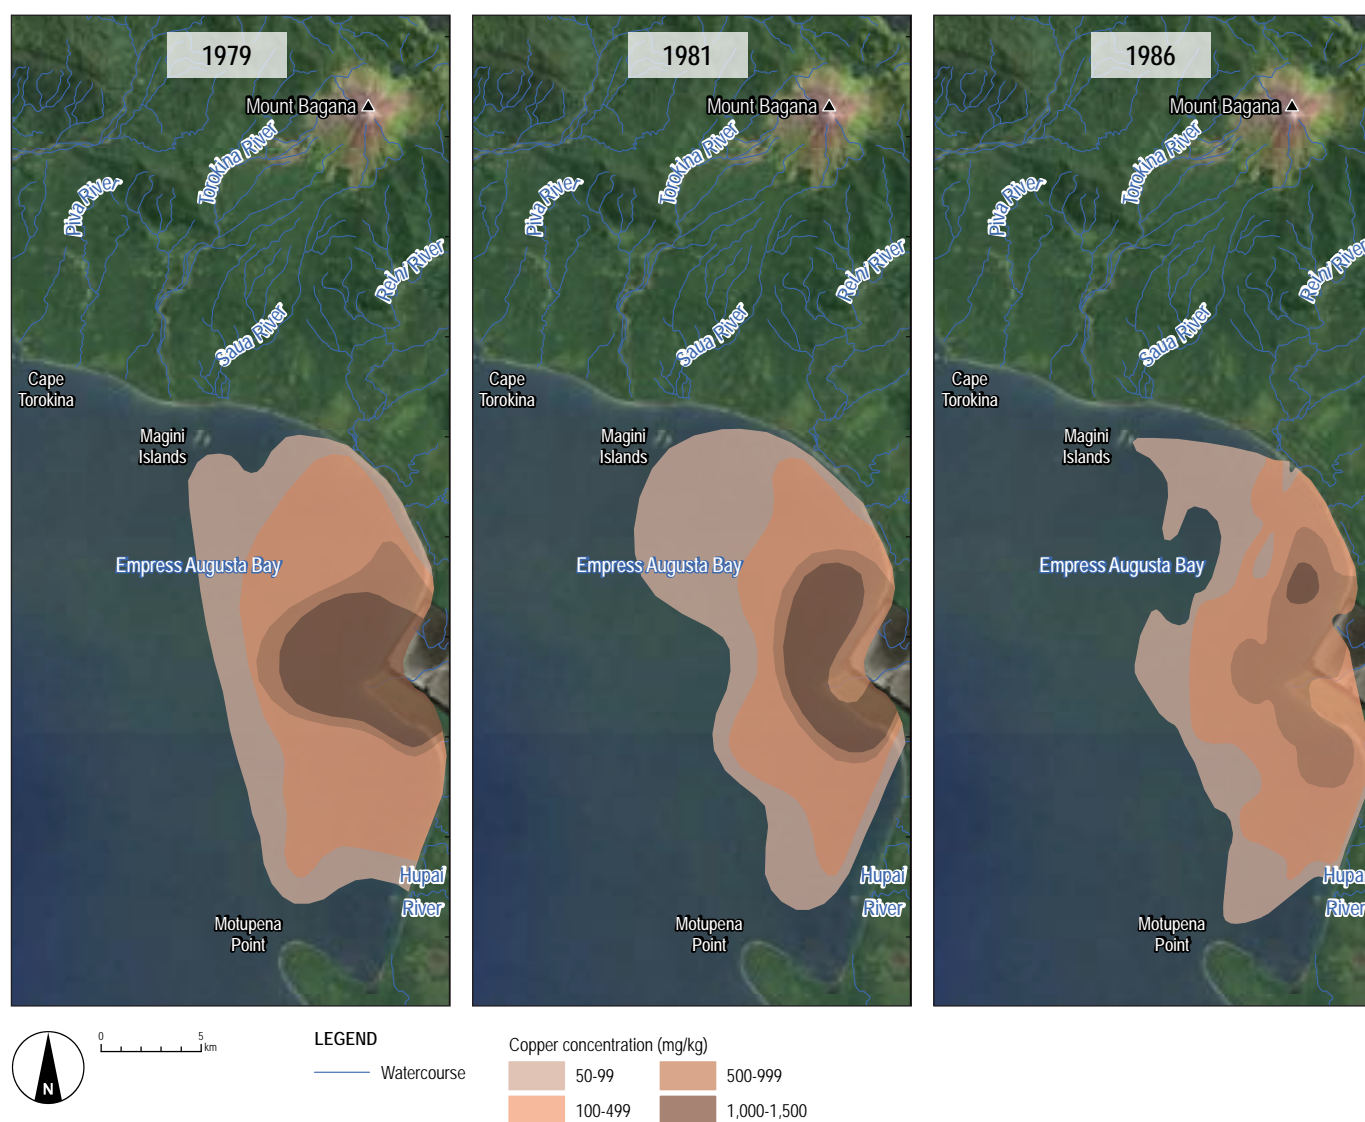 1979
Mount Bagana
Torokina River
Piva River
Reini River
Saua River
Cape
Torokina
Magini
Islands
Empress Augusta Bay
Hupai
River
Motupena
Point
1981
Mount Bagana
Torokina River
Piva River
Reini River
Saua River
Cape
Torokina
Magini
Islands
Empress Augusta Bay
Hupai
River
Motupena
Point
1986
Mount Bagana
Torokina River
Piva River
Reini River
Saua River
Cape
Torokina
Magini
Islands
Empress Augusta Bay
Hupai
River
Motupena
Point
N
0 5
km
LEGEND
Watercourse
Copper concentration (mg/kg)
50-99
500-999
100-499
1,000-1,500